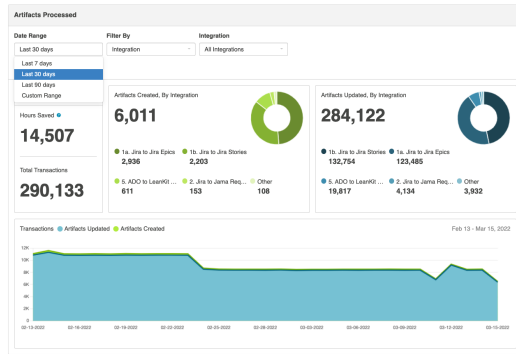 Artifacts Processed
Date Range Filter By Integration
Last 30 days Integration All Integrations
Last 7 days
Last 30 days
Last 90 days
Custom Range
Hours Saved
14,507
Total Transactions
290,133
Artifacts Created, By Integration
6,011
1a. Jira to Jira Epics 1b. Jira to Jira Stories
2,936 2,203
5. ADO to LeanKit ... 2. Jira to Jama Req... Other
611 153 108
Artifacts Updated, By Integration
284,122
1b. Jira to Jira Stories 1a. Jira to Jira Epics
132,754 123,485
5. ADO to LeanKit ... 2. Jira to Jama Req... Other
19,817 4,134 3,932
Transactions Artifacts Updated Artifacts Created Feb 13 - Mar 15, 2022
12K
10K
8K
6K
4K
2K
0
02-13-2022 02-16-2022 02-19-2022 02-22-2022 02-25-2022 02-28-2022 03-03-2022 03-06-2022 03-09-2022 03-12-2022 03-15-2022